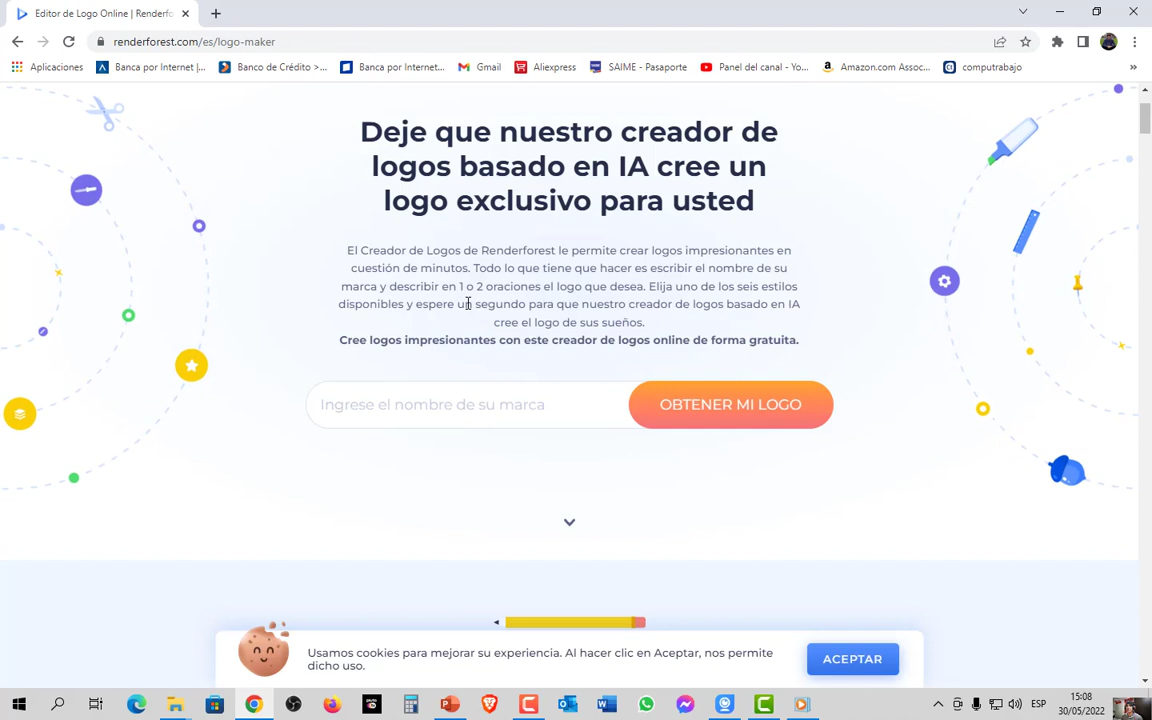 Editor de Logo Online | Renderfo
renderforest.com/es/logo-maker
Aplicaciones
Banca por Internet |...
Banco de Crédito >...
Banca por Internet...
Gmail
Aliexpress
SAIME - Pasaporte
Panel del canal - Yo...
Amazon.com Assoc...
computrabajo
Deje que nuestro creador de
logos basado en IA cree un
logo exclusivo para usted
El Creador de Logos de Renderforest le permite crear logos impresionantes en
cuestión de minutos. Todo lo que tiene que hacer es escribir el nombre de su
marca y describir en 1 o 2 oraciones el logo que desea. Elija uno de los seis estilos
disponibles y espere un segundo para que nuestro creador de logos basado en IA
cree el logo de sus sueños.
Cree logos impresionantes con este creador de logos online de forma gratuita.
Ingrese el nombre de su marca
OBTENER MI LOGO
Usamos cookies para mejorar su experiencia. Al hacer clic en Aceptar, nos permite
dicho uso.
ACEPTAR
ESP
15:08
30/05/2022